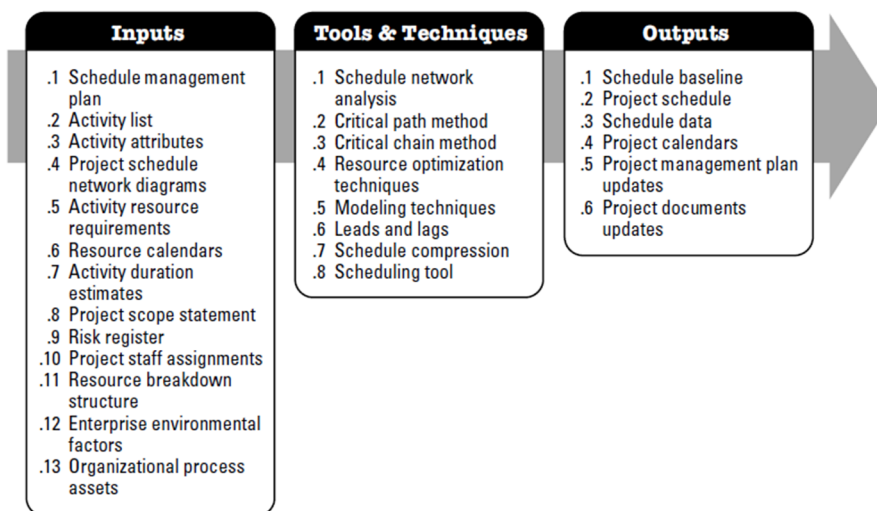 Inputs
.1 Schedule management
plan
.2 Activity list
.3 Activity attributes
.4 Project schedule
network diagrams
.5 Activity resource
requirements
.6 Resource calendars
.7 Activity duration
estimates
.8 Project scope statement
.9 Risk register
.10 Project staff assignments
.11 Resource breakdown
structure
.12 Enterprise environmental
factors
.13 Organizational process
assets
Tools & Techniques
.1 Schedule network
analysis
.2 Critical path method
.3 Critical chain method
.4 Resource optimization
techniques
.5 Modeling techniques
.6 Leads and lags
.7 Schedule compression
.8 Scheduling tool
Outputs
.1 Schedule baseline
.2 Project schedule
.3 Schedule data
.4 Project calendars
.5 Project management plan
updates
.6 Project documents
updates